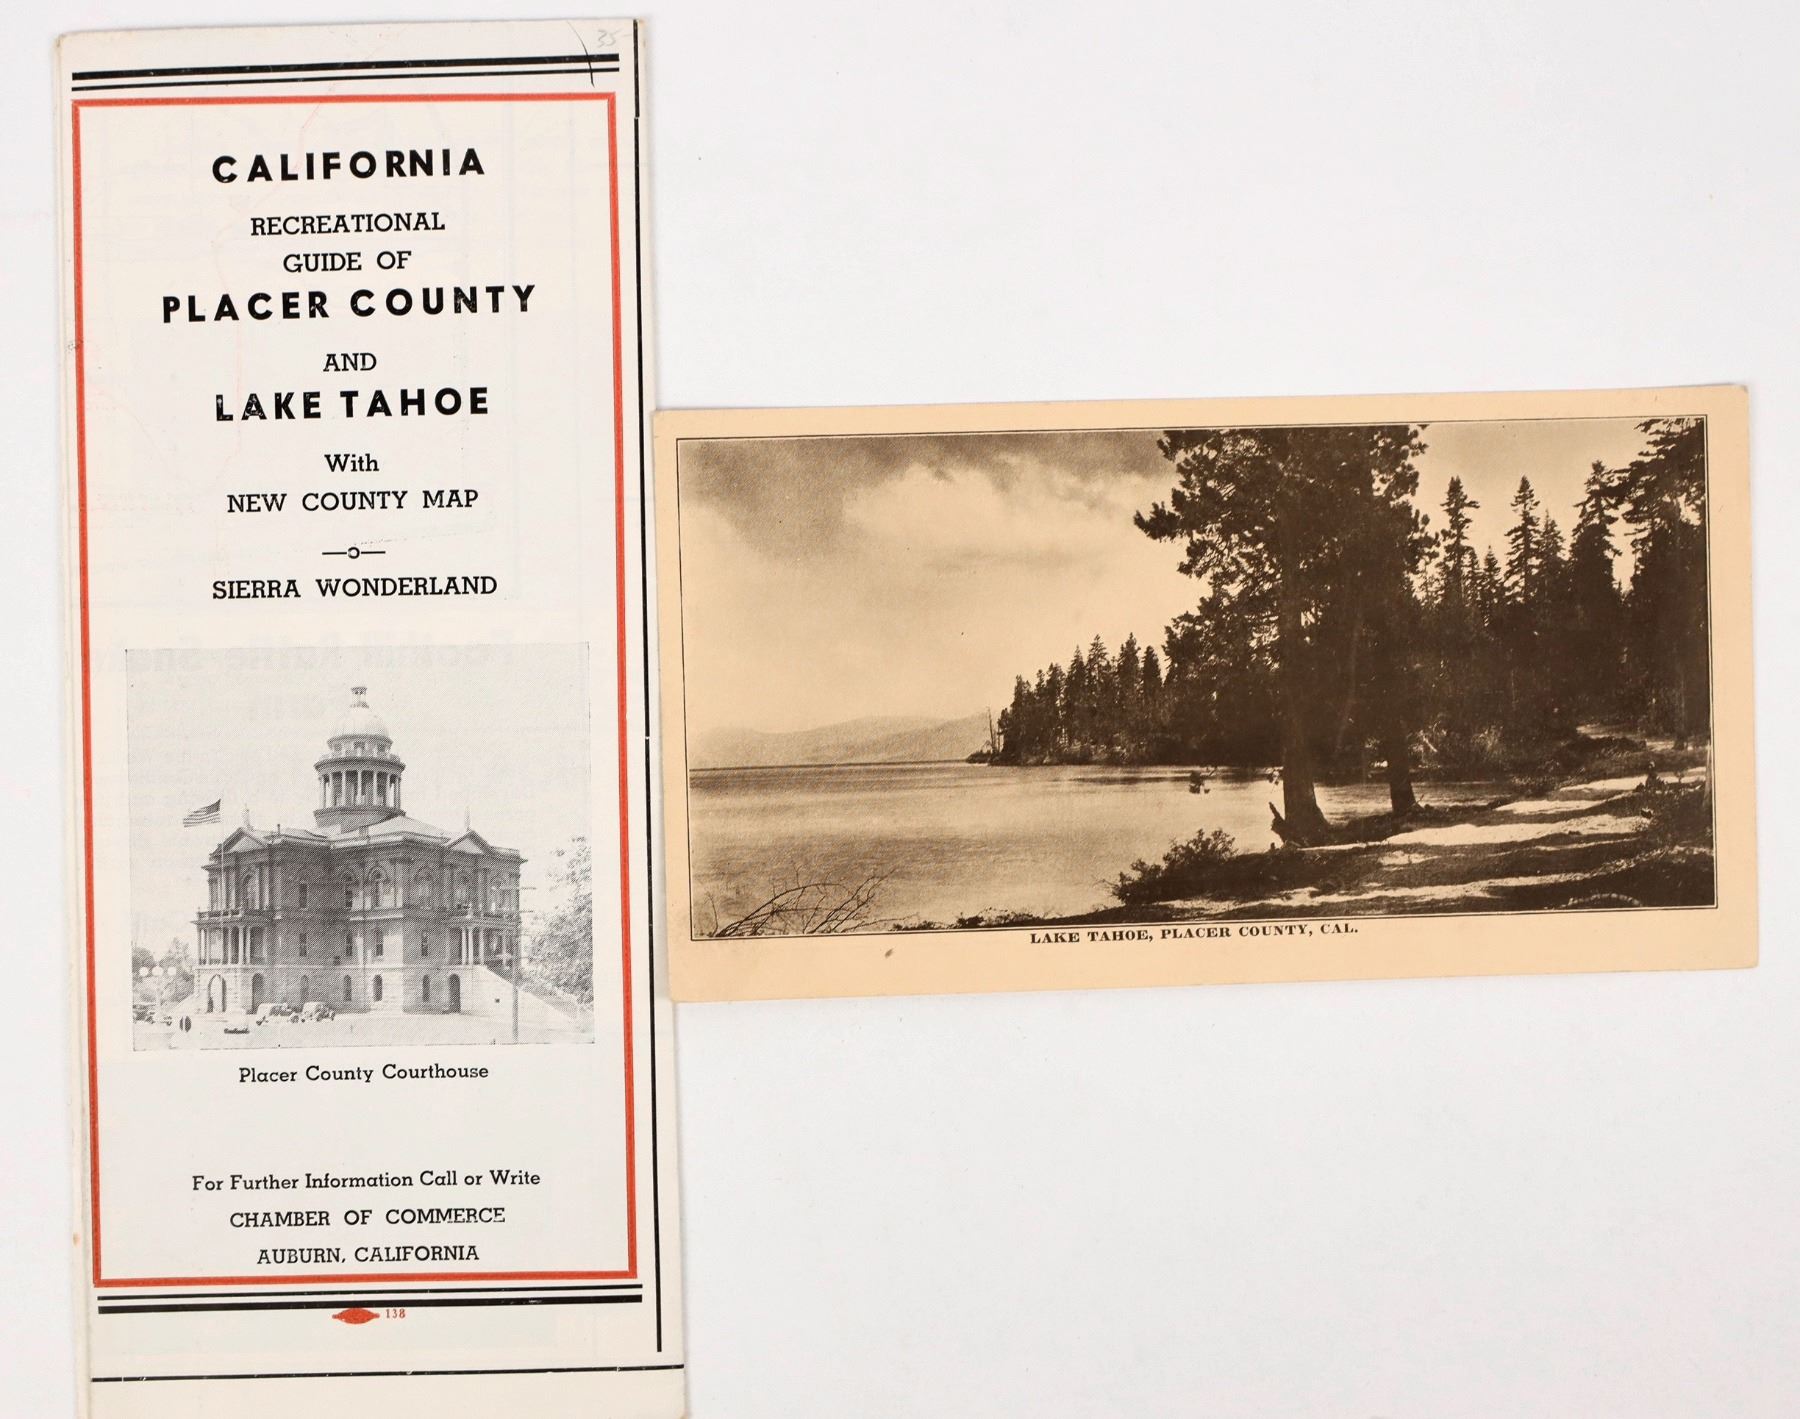 35-
CALIFORNIA
RECREATIONAL
GUIDE OF
PLACER COUNTY
AND
LAKE TAHOE
With
NEW COUNTY MAP
SIERRA WONDERLAND
Placer County Courthouse
For Further Information Call or Write
CHAMBER OF COMMERCE
AUBURN, CALIFORNIA
138
LAKE TAHOE, PLACER COUNTY, CAL.